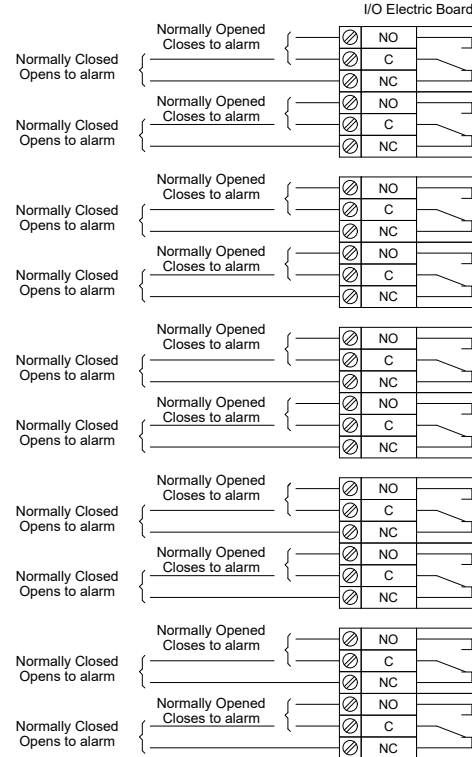 I/O Electric Board
Normally Opened
Closes to alarm
NO
Normally Closed
Opens to alarm
C
NC
Normally Opened
Closes to alarm
NO
Normally Closed
Opens to alarm
C
NC
Normally Opened
Closes to alarm
NO
Normally Closed
Opens to alarm
C
NC
Normally Opened
Closes to alarm
NO
Normally Closed
Opens to alarm
C
NC
Normally Opened
Closes to alarm
NO
Normally Closed
Opens to alarm
C
NC
Normally Opened
Closes to alarm
NO
Normally Closed
Opens to alarm
C
NC
Normally Opened
Closes to alarm
NO
Normally Closed
Opens to alarm
C
NC
Normally Opened
Closes to alarm
NO
Normally Closed
Opens to alarm
C
NC
Normally Opened
Closes to alarm
NO
Normally Closed
Opens to alarm
C
NC
Normally Opened
Closes to alarm
NO
Normally Closed
Opens to alarm
C
NC